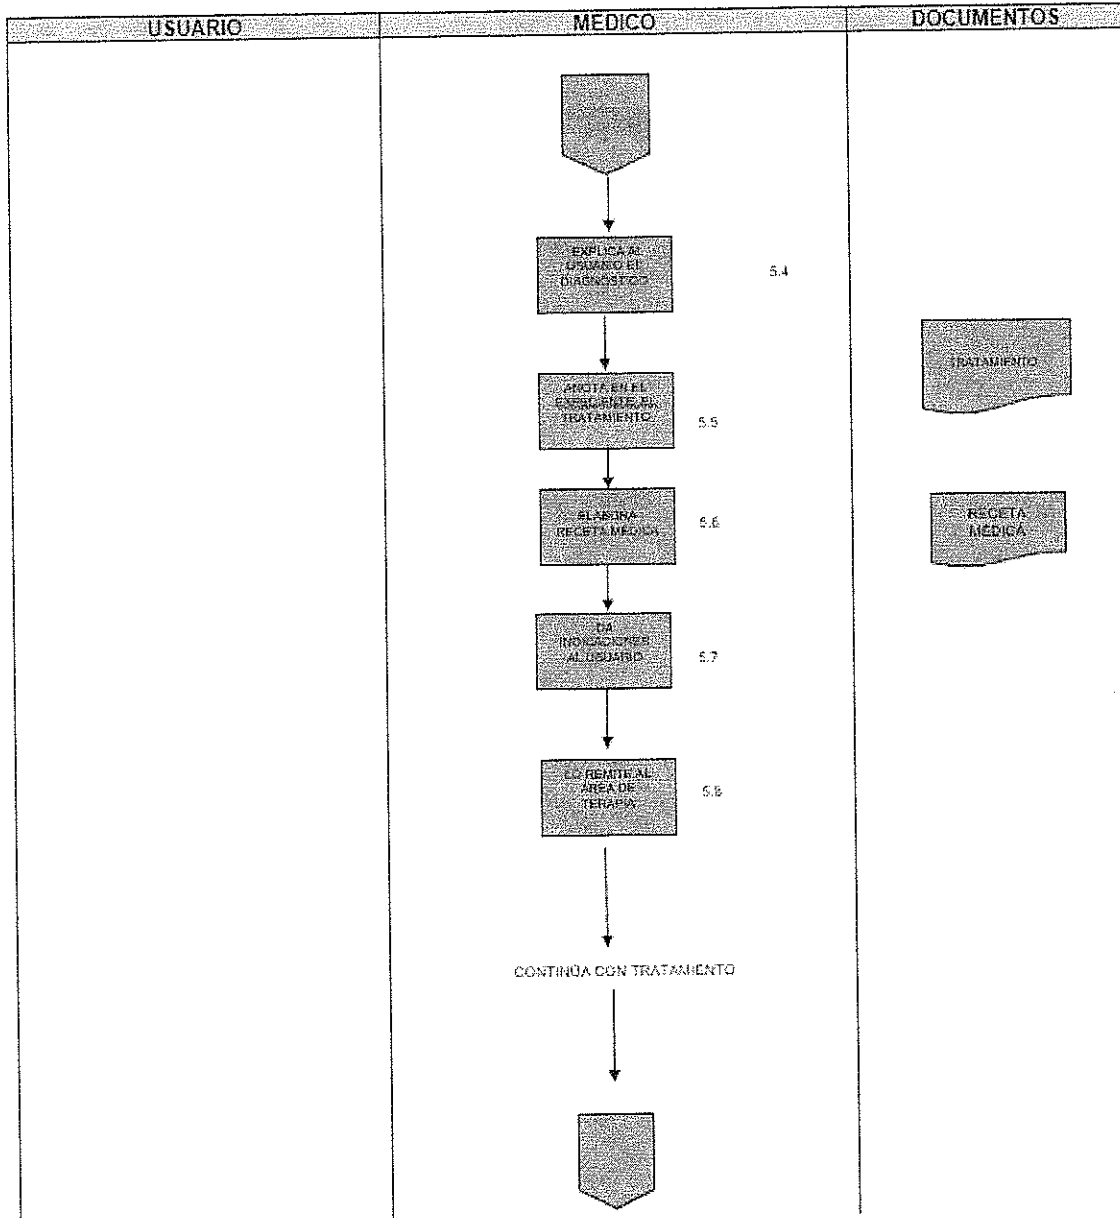 USUARIO
MEDICO
DOCUMENTOS
EXPLICA AL
USUARIO EL
DIAGNOSTICO
5.4
TRATAMIENTO
ANOTA EN EL
EXPEDIENTE EL
TRATAMIENTO
5.5
ELABORA
RECETA MEDICA
5.6
RECETA
MEDICA
DA
INDICACIONES
AL USUARIO
5.7
LO REMITE AL
ÁREA DE
TERAPIA
5.8
CONTINÚA CON TRATAMIENTO